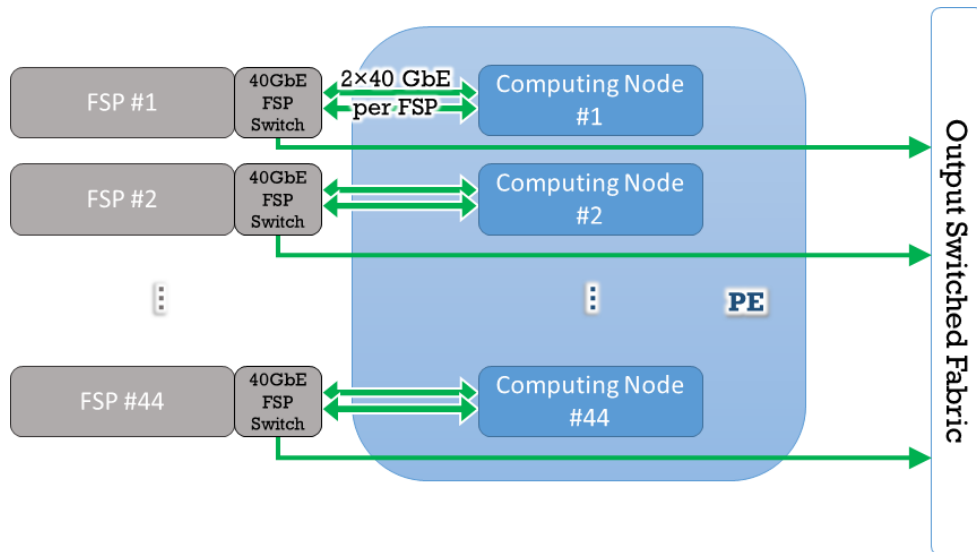 FSP #1
40GbE
FSP
Switch
2×40 GbE
per FSP
Computing Node
#1
FSP #2
40GbE
FSP
Switch
Computing Node
#2
PE
FSP #44
40GbE
FSP
Switch
Computing Node
#44
Output Switched Fabric